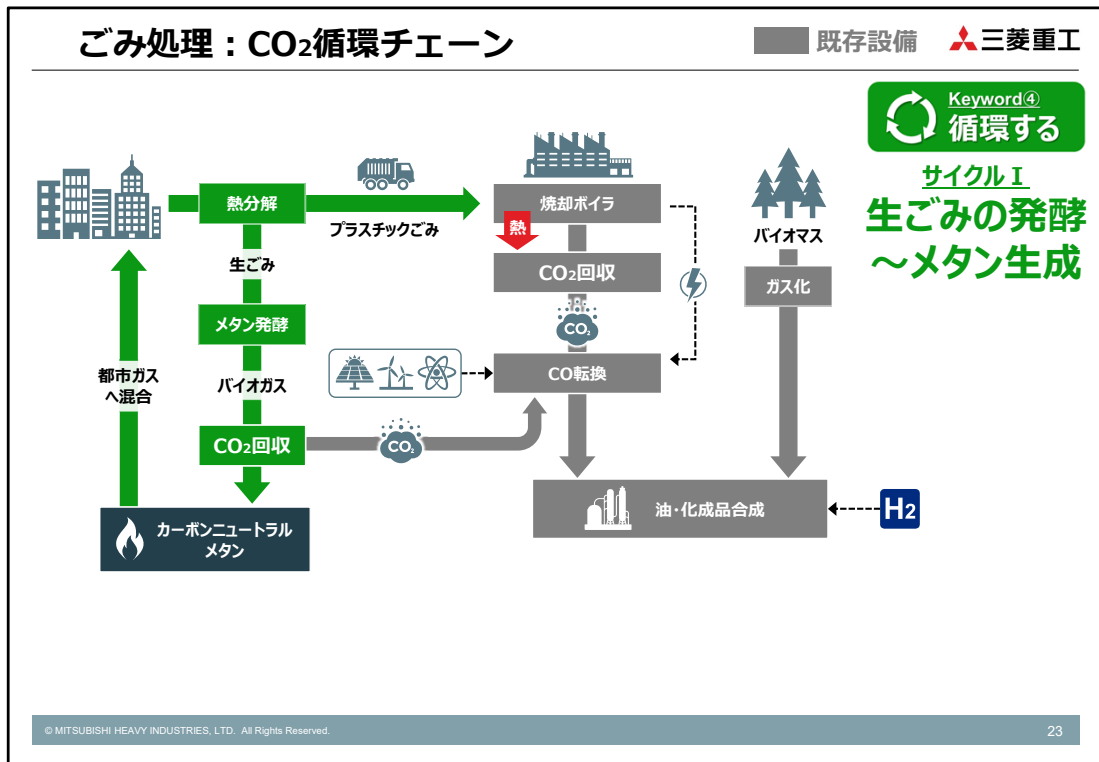 ごみ処理：CO₂循環チェーン
既存設備
三菱重工
Keyword④
循環する
サイクルⅠ
生ごみの発酵
～メタン生成
熱分解
プラスチックごみ
焼却ボイラ
熱
バイオマス
生ごみ
CO₂回収
ガス化
メタン発酵
CO₂
都市ガス
へ混合
バイオガス
CO転換
CO₂回収
CO₂
カーボンニュートラル
メタン
油・化成品合成
H₂
© MITSUBISHI HEAVY INDUSTRIES, LTD. All Rights Reserved.
23